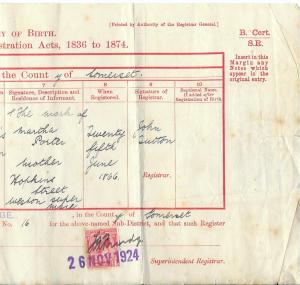 [Printed by Authority of the Registrar General.]
Y OF BIRTH.
B. Cert.
S.R.
stration Acts, 1836 to 1874.
Insert in this
Margin any
Notes which
appear in the
original entry.
the County of Somerset.
7 8 9 10
Signature, Description and
Residence of Informant.
When
Registered.
Signature of
Registrar.
Registered Name,
if added after
Registration of Birth.
X The mark of
Martha
Porter
Mother
Hopkins
Street
Weston super
mare
Twenty
fifth
June
1866.
John
Sutton
Registrar.
, in the County of Somerset
No. 16 for the above-named Sub-District, and that such Register
26 NOV 1924
Superintendent Registrar.